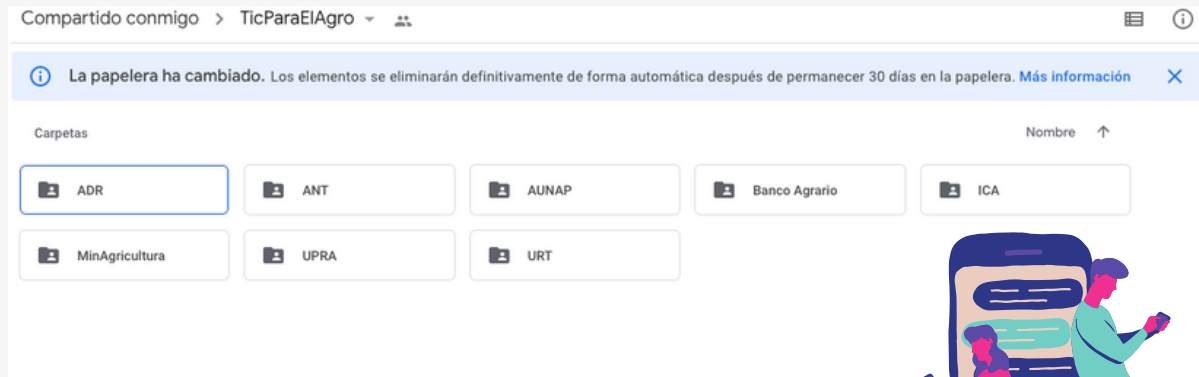 Compartido conmigo > TicParaElAgro
La papelera ha cambiado. Los elementos se eliminarán definitivamente de forma automática después de permanecer 30 días en la papelera. Más información
Carpetas Nombre
ADR ANT AUNAP Banco Agrario ICA
MinAgricultura UPRA URT